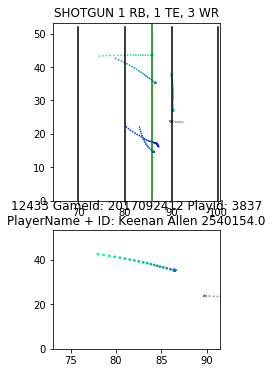 SHOTGUN 1 RB, 1 TE, 3 WR
50
40
30
20
10
0
70 80 90 100
12433 GameId: 2017092412 PlayId: 3837
PlayerName + ID: Keenan Allen 2540154.0
40
20
0
75 80 85 90